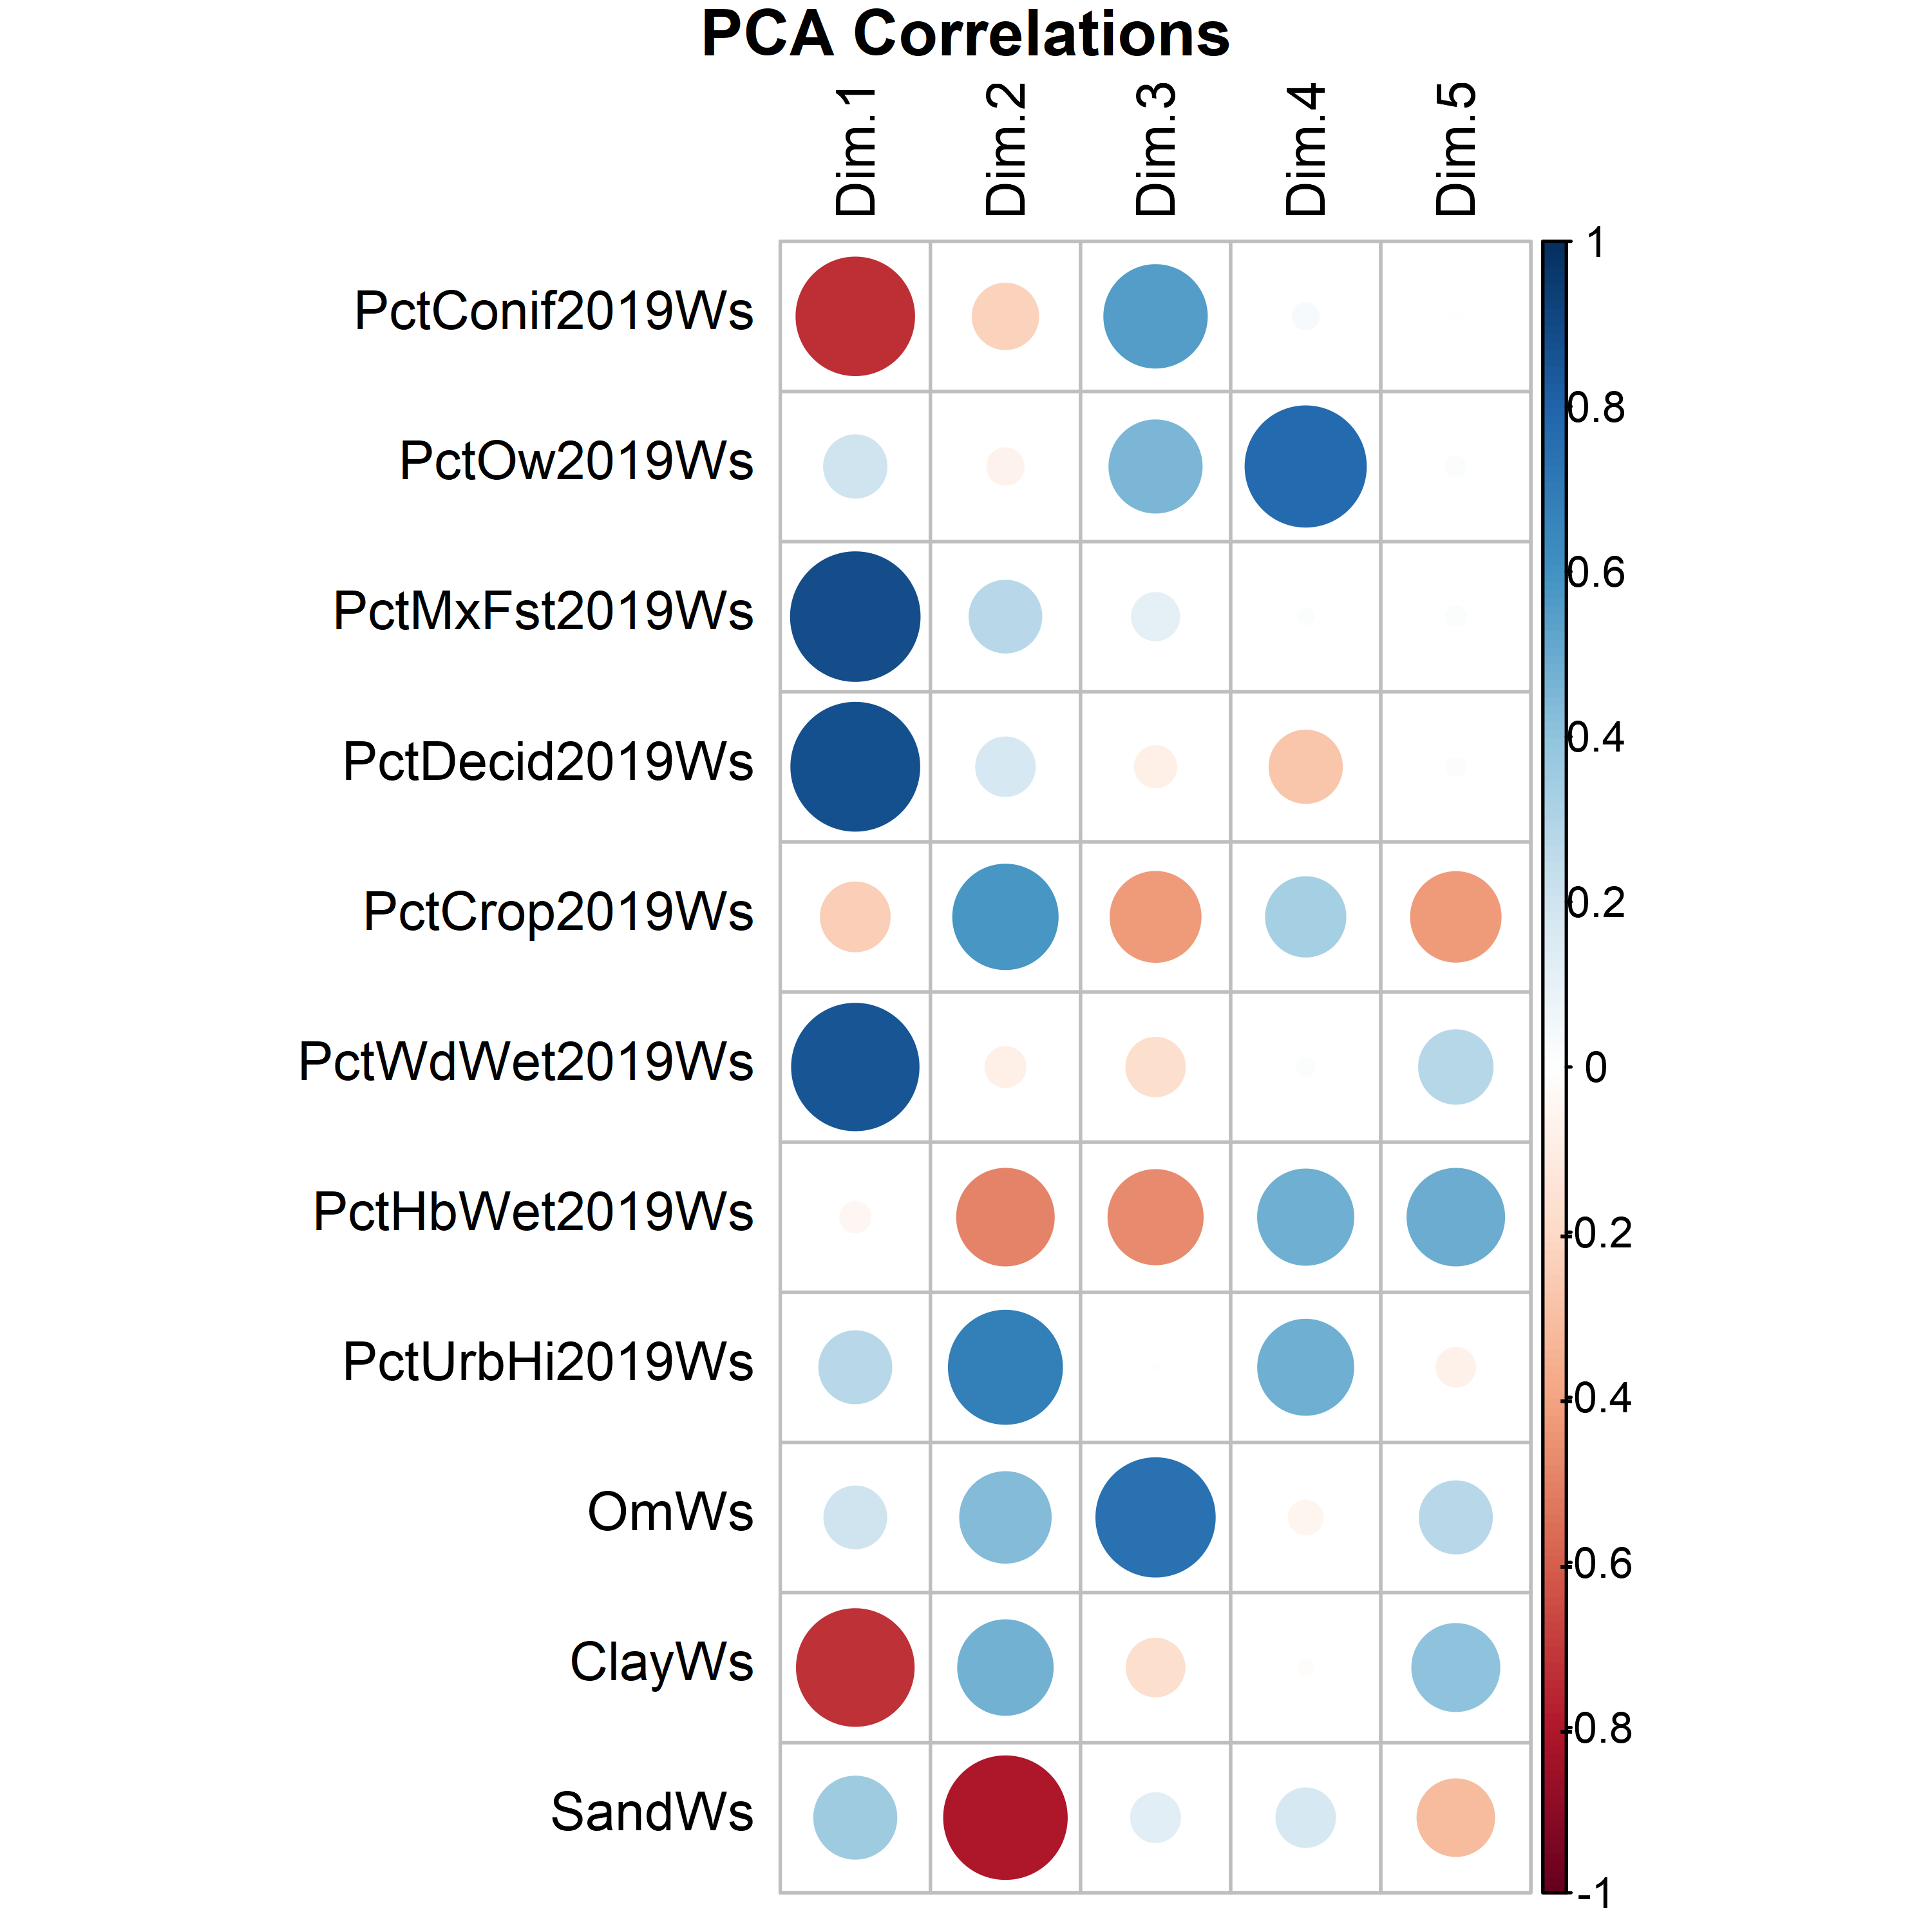 PCA Correlations
Dim.1 Dim.2 Dim.3 Dim.4 Dim.5
PctConif2019Ws
PctOw2019Ws
PctMxFst2019Ws
PctDecid2019Ws
PctCrop2019Ws
PctWdWet2019Ws
PctHbWet2019Ws
PctUrbHi2019Ws
OmWs
ClayWs
SandWs
1
0.8
0.6
0.4
0.2
0
-0.2
-0.4
-0.6
-0.8
-1